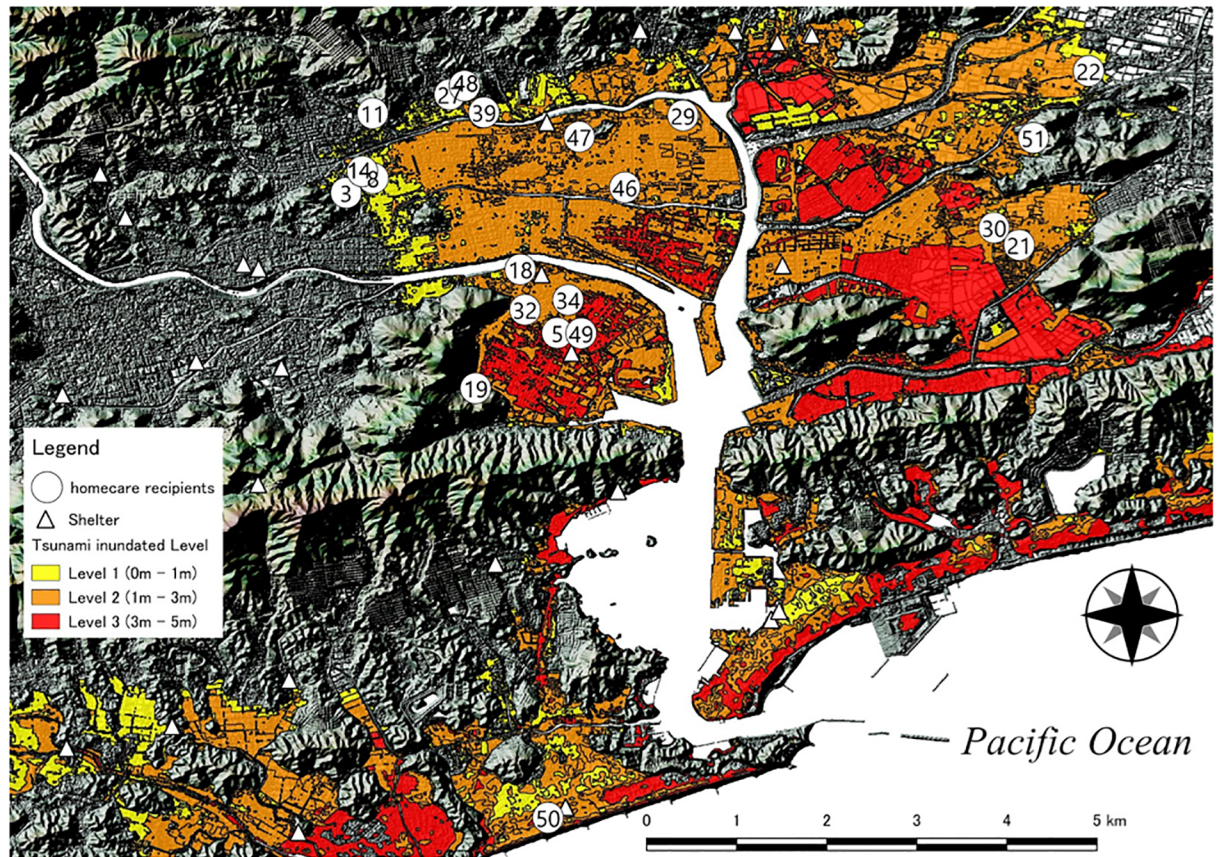 22
48
27
11
39
29
47
51
14
8
3
46
30
21
18
34
32
5
49
19
Legend
homecare recipients
Shelter
Tsunami inundated Level
Level 1 (0m - 1m)
Level 2 (1m - 3m)
Level 3 (3m - 5m)
Pacific Ocean
50
0 1 2 3 4 5 km